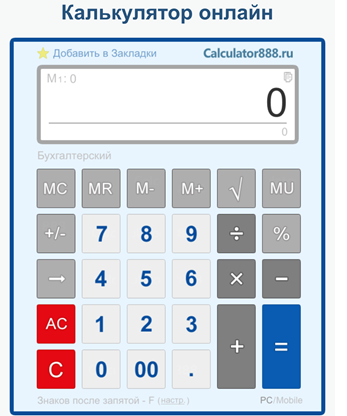 Калькулятор онлайн
Добавить в Закладки Calculator888.ru
M1: 0
0
0
Бухгалтерский
MC MR M- M+ √ MU
+/- 7 8 9 ÷ %
→ 4 5 6 × −
AC 1 2 3 + =
C 0 00 .
Знаков после запятой - F (настр.) PC/Mobile